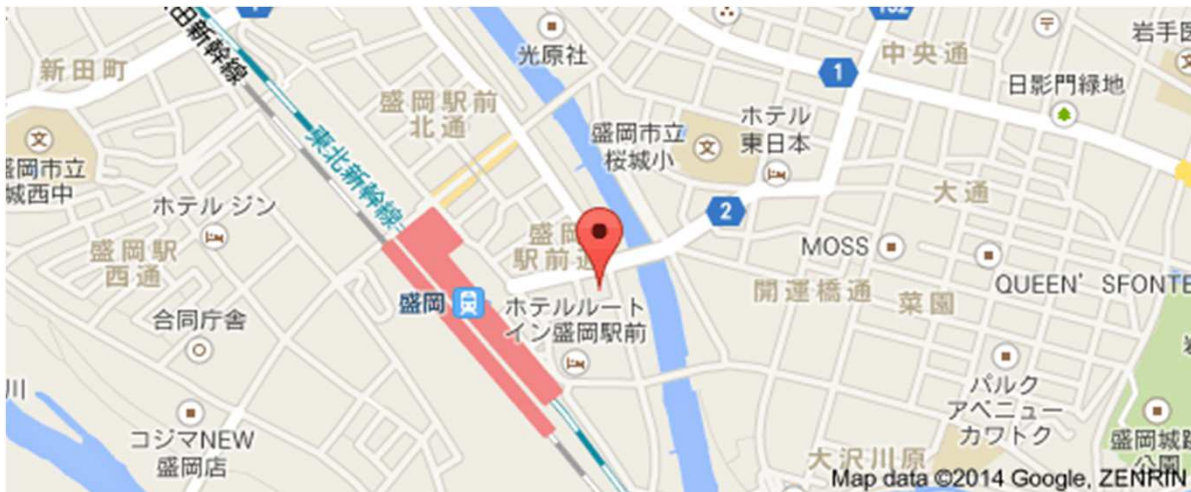 1
132
新田町
田新幹線
光原社
中央通
岩手医
1
日影門緑地
盛岡駅前
北通
盛岡市立
桜城小
ホテル
東日本
盛岡市立
城西中
東北新幹線
大通
ホテル ジン
2
盛岡駅
西通
盛岡
駅前通
MOSS
QUEEN' SFONTE
開運橋通
菜園
盛岡
ホテルルート
イン盛岡駅前
合同庁舎
パルク
アベニュー
カワトク
川
コジマNEW
盛岡店
大沢川原
盛岡城跡
公園
Map data ©2014 Google, ZENRIN